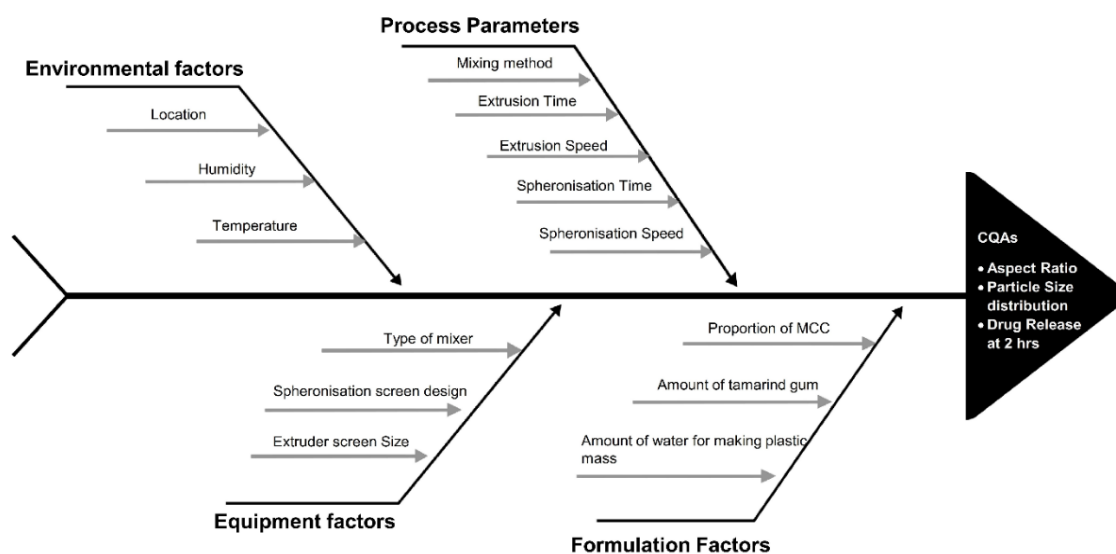 Process Parameters
Mixing method
Extrusion Time
Extrusion Speed
Spheronisation Time
Spheronisation Speed
Environmental factors
Location
Humidity
Temperature
CQAs
• Aspect Ratio
• Particle Size
distribution
• Drug Release
at 2 hrs
Type of mixer
Spheronisation screen design
Extruder screen Size
Equipment factors
Proportion of MCC
Amount of tamarind gum
Amount of water for making plastic
mass
Formulation Factors